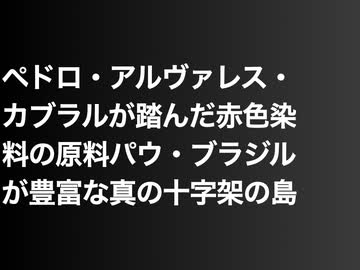 ペドロ・アルヴァレス・
カブラルが踏んだ赤色染
料の原料パウ・ブラジル
が豊富な真の十字架の島